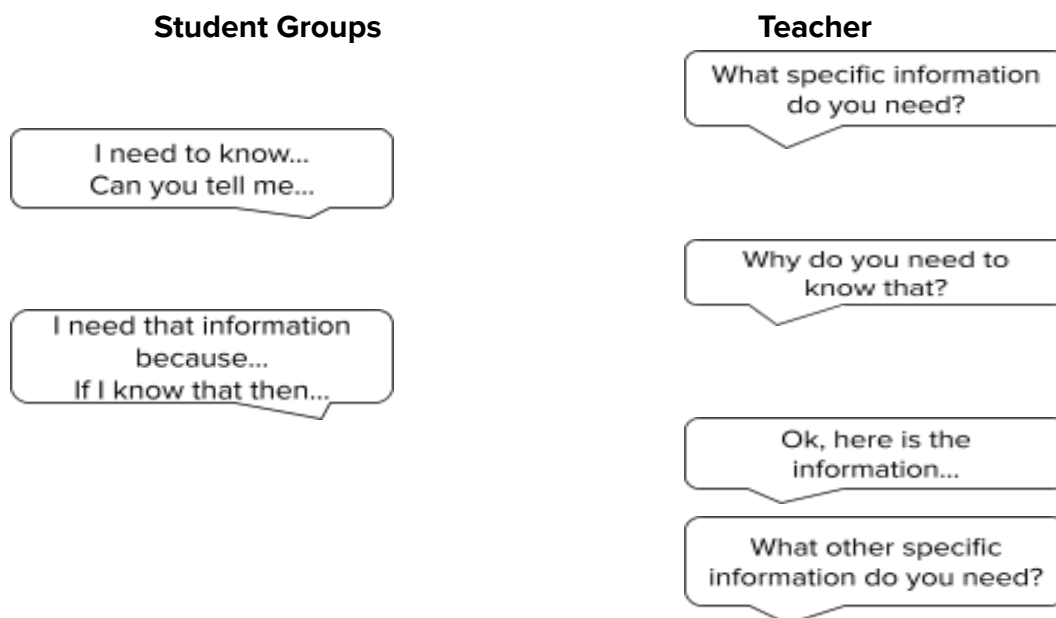 Student Groups
Teacher
What specific information
do you need?
I need to know...
Can you tell me...
Why do you need to
know that?
I need that information
because...
If I know that then...
Ok, here is the
information...
What other specific
information do you need?